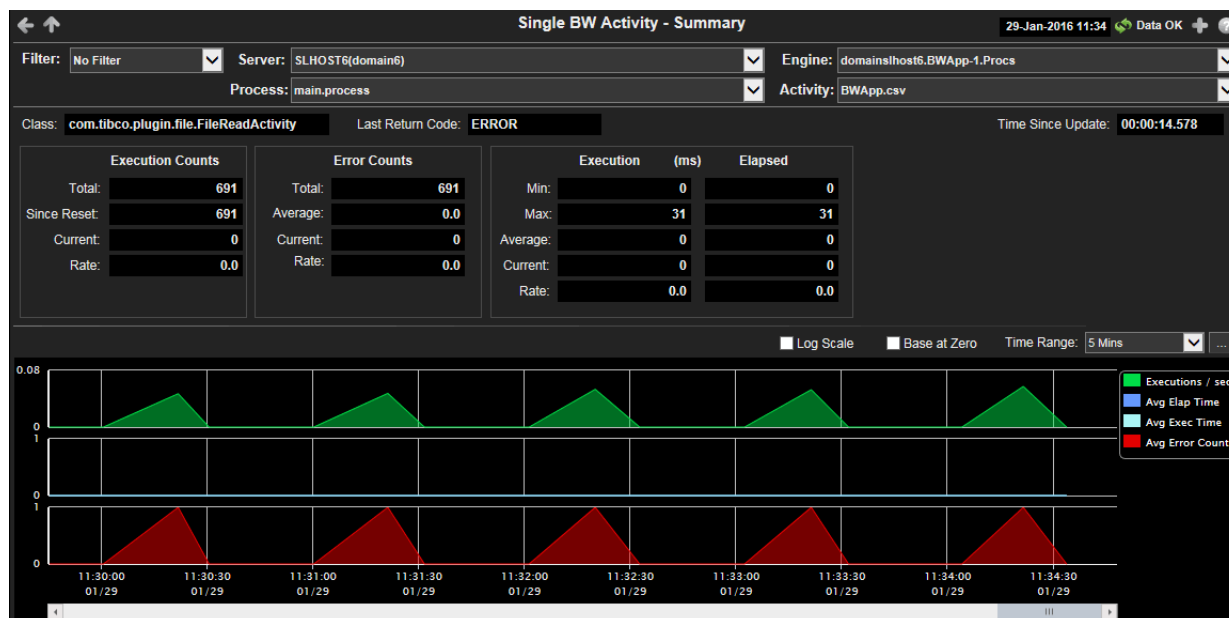 Single BW Activity - Summary
29-Jan-2016 11:34 Data OK
Filter: No Filter Server: SLHOST6(domain6) Engine: domainslhost6.BWApp-1.Procs
Process: main.process Activity: BWApp.csv
Class: com.tibco.plugin.file.FileReadActivity Last Return Code: ERROR Time Since Update: 00:00:14.578
Execution Counts
Total: 691
Since Reset: 691
Current: 0
Rate: 0.0
Error Counts
Total: 691
Average: 0.0
Current: 0
Rate: 0.0
Execution (ms) Elapsed
Min: 0 0
Max: 31 31
Average: 0 0
Current: 0 0
Rate: 0.0 0.0
Log Scale Base at Zero Time Range: 5 Mins ...
0.08
0
1
0
1
0
11:30:00 11:30:30 11:31:00 11:31:30 11:32:00 11:32:30 11:33:00 11:33:30 11:34:00 11:34:30
01/29 01/29 01/29 01/29 01/29 01/29 01/29 01/29 01/29 01/29
Executions / sec
Avg Elap Time
Avg Exec Time
Avg Error Count